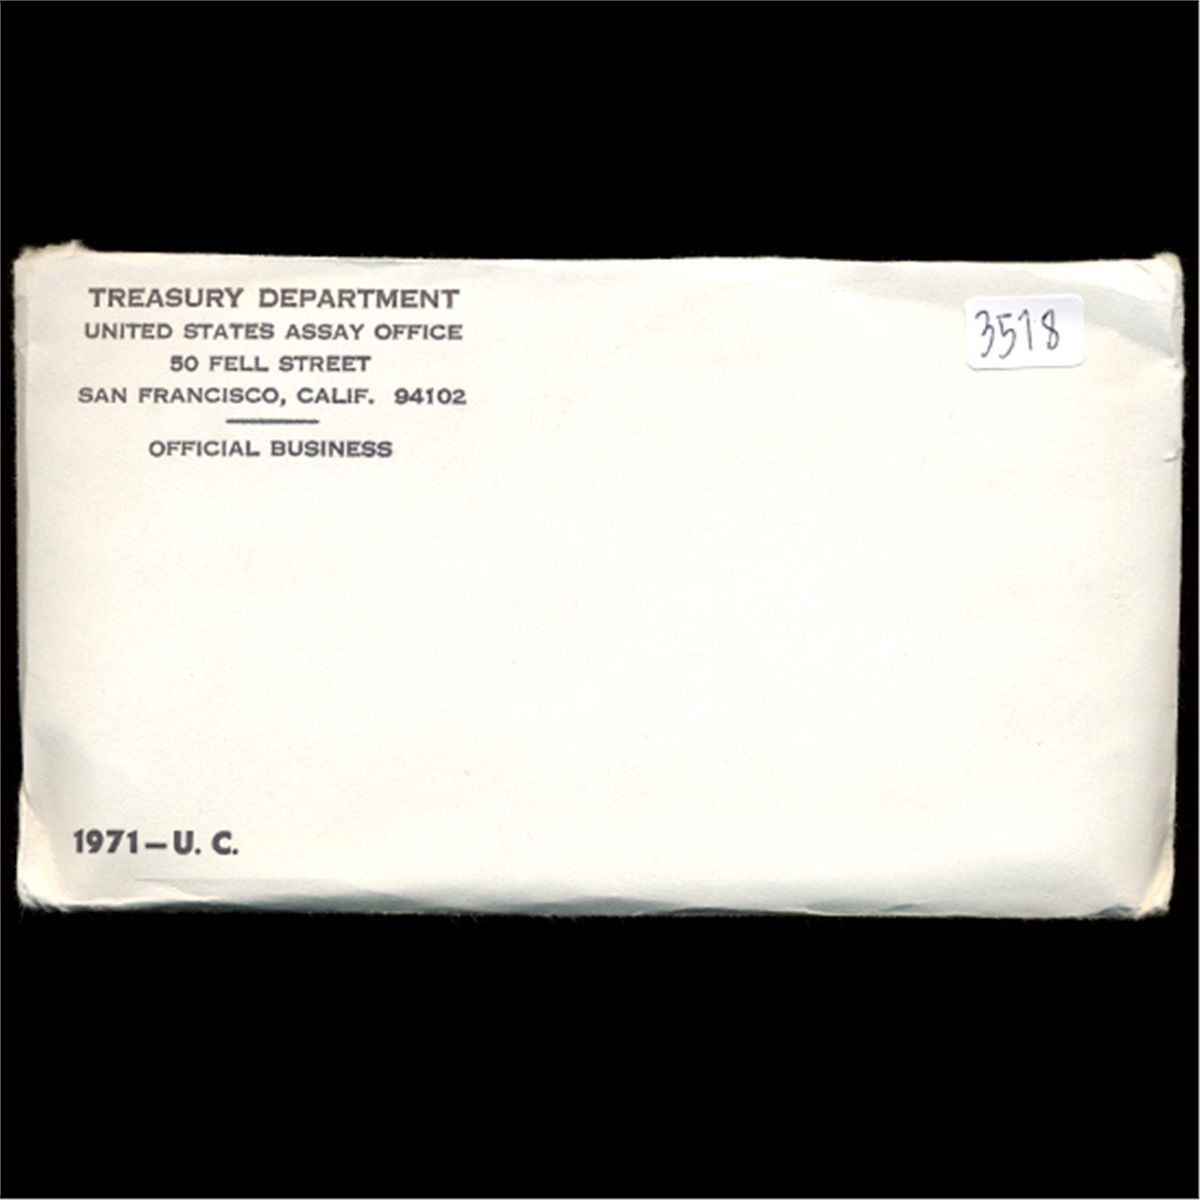 TREASURY DEPARTMENT
UNITED STATES ASSAY OFFICE
50 FELL STREET
SAN FRANCISCO, CALIF. 94102
OFFICIAL BUSINESS
3518
1971-U. C.